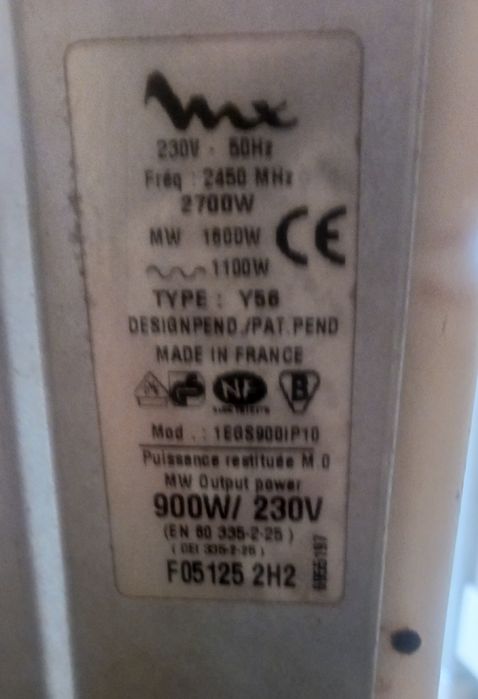 mx
230V - 50Hz
Fréq : 2450 MHz
2700W
MW 1600W
1100W
CE
TYPE : Y56
DESIGNPEND./PAT.PEND
MADE IN FRANCE
NF
B
Mod. : 1EGS900IP10
Puissance restituée M.O
MW Output power
900W/ 230V
(EN 60 335-2-25)
(CEI 335-2-25)
F05125 2H2